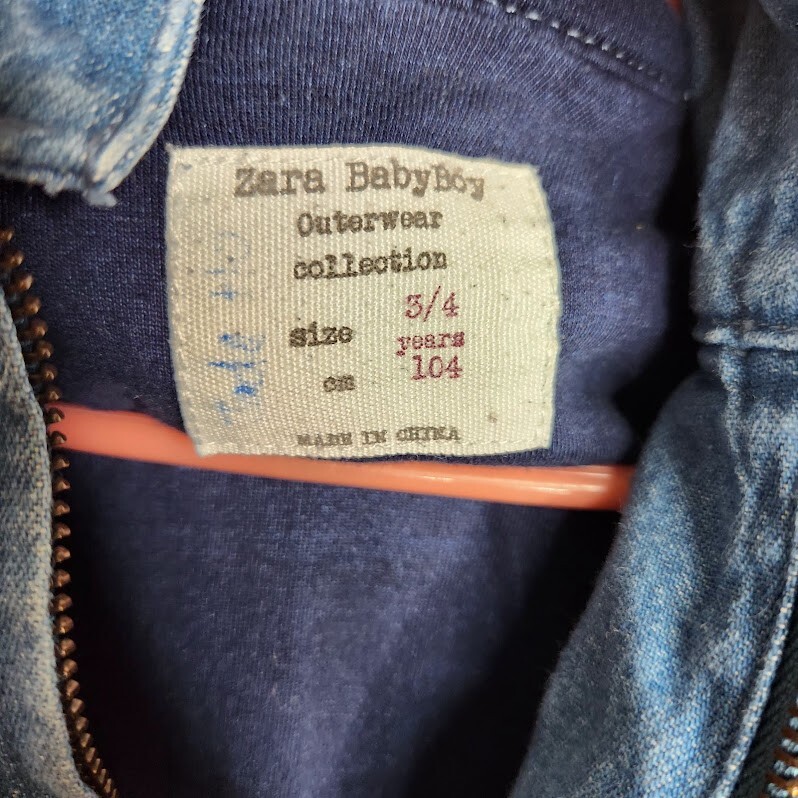 Zara BabyBoy
Outerwear
collection
size 3/4
years
cm 104
MADE IN CHINA